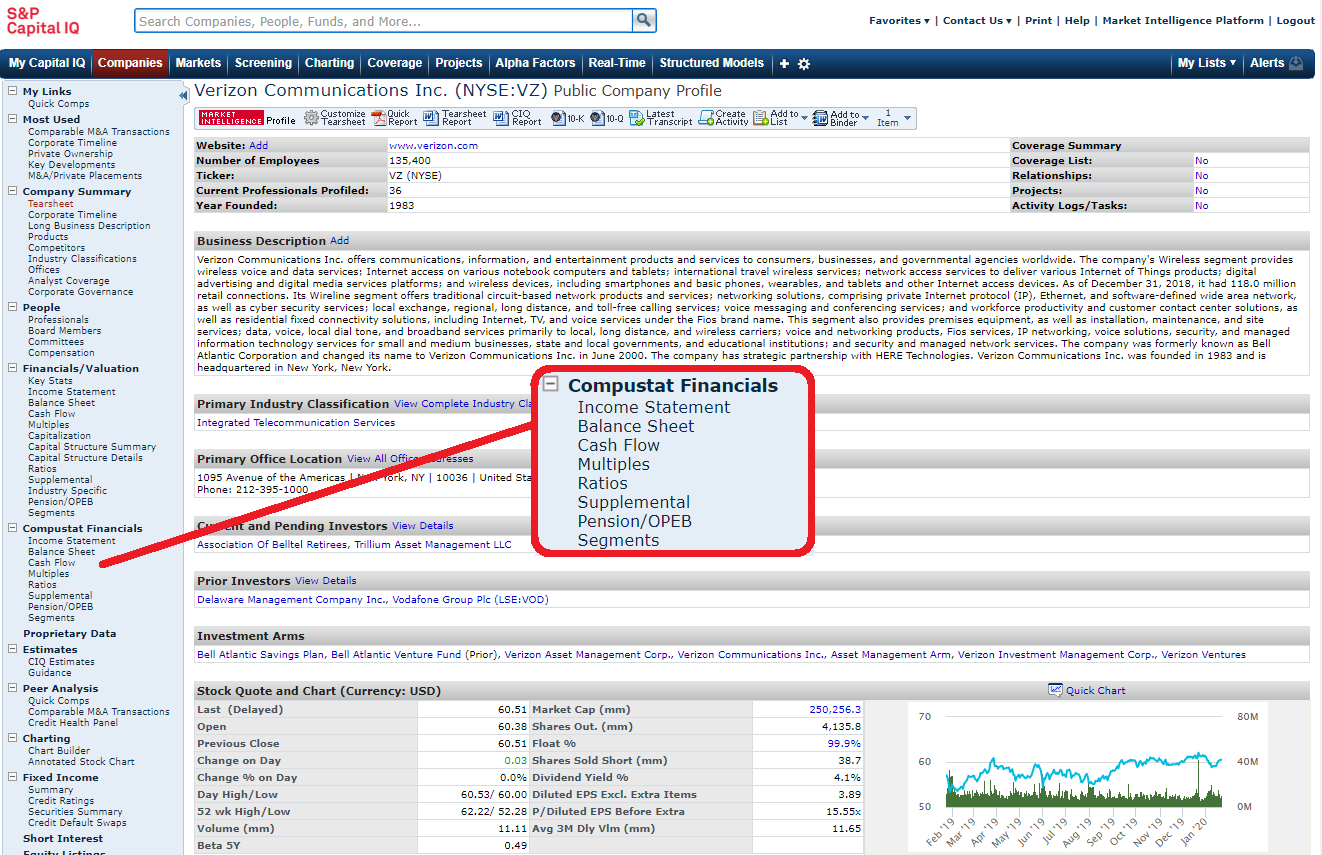 S&P
Capital IQ
Search Companies, People, Funds, and More...
Favorites ▾ | Contact Us ▾ | Print | Help | Market Intelligence Platform | Logout
My Capital IQ
Companies
Markets
Screening
Charting
Coverage
Projects
Alpha Factors
Real-Time
Structured Models
My Lists ▾
Alerts
My Links
Quick Comps
Most Used
Comparable M&A Transactions
Corporate Timeline
Private Ownership
Key Developments
M&A/Private Placements
Company Summary
Tearsheet
Corporate Timeline
Long Business Description
Products
Competitors
Industry Classifications
Offices
Analyst Coverage
Corporate Governance
People
Professionals
Board Members
Committees
Compensation
Financials/Valuation
Key Stats
Income Statement
Balance Sheet
Cash Flow
Multiples
Capitalization
Capital Structure Summary
Capital Structure Details
Ratios
Supplemental
Industry Specific
Pension/OPEB
Segments
Compustat Financials
Income Statement
Balance Sheet
Cash Flow
Multiples
Ratios
Supplemental
Pension/OPEB
Segments
Proprietary Data
Estimates
CIQ Estimates
Guidance
Peer Analysis
Quick Comps
Comparable M&A Transactions
Credit Health Panel
Charting
Chart Builder
Annotated Stock Chart
Fixed Income
Summary
Credit Ratings
Securities Summary
Credit Default Swaps
Short Interest
Equity Listings
Verizon Communications Inc. (NYSE:VZ) Public Company Profile
MARKET INTELLIGENCE Profile
Customize Tearsheet
Quick Report
Tearsheet Report
CIQ Report
10-K
10-Q
Latest Transcript
Create Activity
Add to List
Add to Binder
1 Item
Website: Add www.verizon.com
Number of Employees 135,400
Ticker: VZ (NYSE)
Current Professionals Profiled: 36
Year Founded: 1983
Coverage Summary
Coverage List: No
Relationships: No
Projects: No
Activity Logs/Tasks: No
Business Description Add
Verizon Communications Inc. offers communications, information, and entertainment products and services to consumers, businesses, and governmental agencies worldwide. The company's Wireless segment provides
wireless voice and data services; Internet access on various notebook computers and tablets; international travel wireless services; network access services to deliver various Internet of Things products; digital
advertising and digital media services platforms; and wireless devices, including smartphones and basic phones, wearables, and tablets and other Internet access devices. As of December 31, 2018, it had 118.0 million
retail connections. Its Wireline segment offers traditional circuit-based network products and services; networking solutions, comprising private Internet protocol (IP), Ethernet, and software-defined wide area network,
as well as cyber security services; local exchange, regional, long distance, and toll-free calling services; voice messaging and conferencing services; and workforce productivity and customer contact center solutions, as
well as residential fixed connectivity solutions, including Internet, TV, and voice services under the Fios brand name. This segment also provides premises equipment, as well as installation, maintenance, and site
services; data, voice, local dial tone, and broadband services primarily to local, long distance, and wireless carriers; voice and networking products, Fios services, IP networking, voice solutions, security, and managed
information technology services for small and medium businesses, state and local governments, and educational institutions; and security and managed network services. The company was formerly known as Bell
Atlantic Corporation and changed its name to Verizon Communications Inc. in June 2000. The company has strategic partnership with HERE Technologies. Verizon Communications Inc. was founded in 1983 and is
headquartered in New York, New York.
Primary Industry Classification View Complete Industry Cla
Integrated Telecommunication Services
Primary Office Location View All Office Addresses
1095 Avenue of the Americas | New York, NY | 10036 | United Sta
Phone: 212-395-1000
Current and Pending Investors View Details
Association Of Belltel Retirees, Trillium Asset Management LLC
Compustat Financials
Income Statement
Balance Sheet
Cash Flow
Multiples
Ratios
Supplemental
Pension/OPEB
Segments
Prior Investors View Details
Delaware Management Company Inc., Vodafone Group Plc (LSE:VOD)
Investment Arms
Bell Atlantic Savings Plan, Bell Atlantic Venture Fund (Prior), Verizon Asset Management Corp., Verizon Communications Inc., Asset Management Arm, Verizon Investment Management Corp., Verizon Ventures
Stock Quote and Chart (Currency: USD)
Quick Chart
Last (Delayed) 60.51 Market Cap (mm) 250,256.3
Open 60.38 Shares Out. (mm) 4,135.8
Previous Close 60.51 Float % 99.9%
Change on Day 0.03 Shares Sold Short (mm) 38.7
Change % on Day 0.0% Dividend Yield % 4.1%
Day High/Low 60.53/ 60.00 Diluted EPS Excl. Extra Items 3.89
52 wk High/Low 62.22/ 52.28 P/Diluted EPS Before Extra 15.55x
Volume (mm) 11.11 Avg 3M Dly Vlm (mm) 11.65
Beta 5Y 0.49
70 80M
60 40M
50 0M
Feb '19 Mar '19 Apr '19 May '19 Jun '19 Jul '19 Aug '19 Sep '19 Oct '19 Nov '19 Dec '19 Jan '20